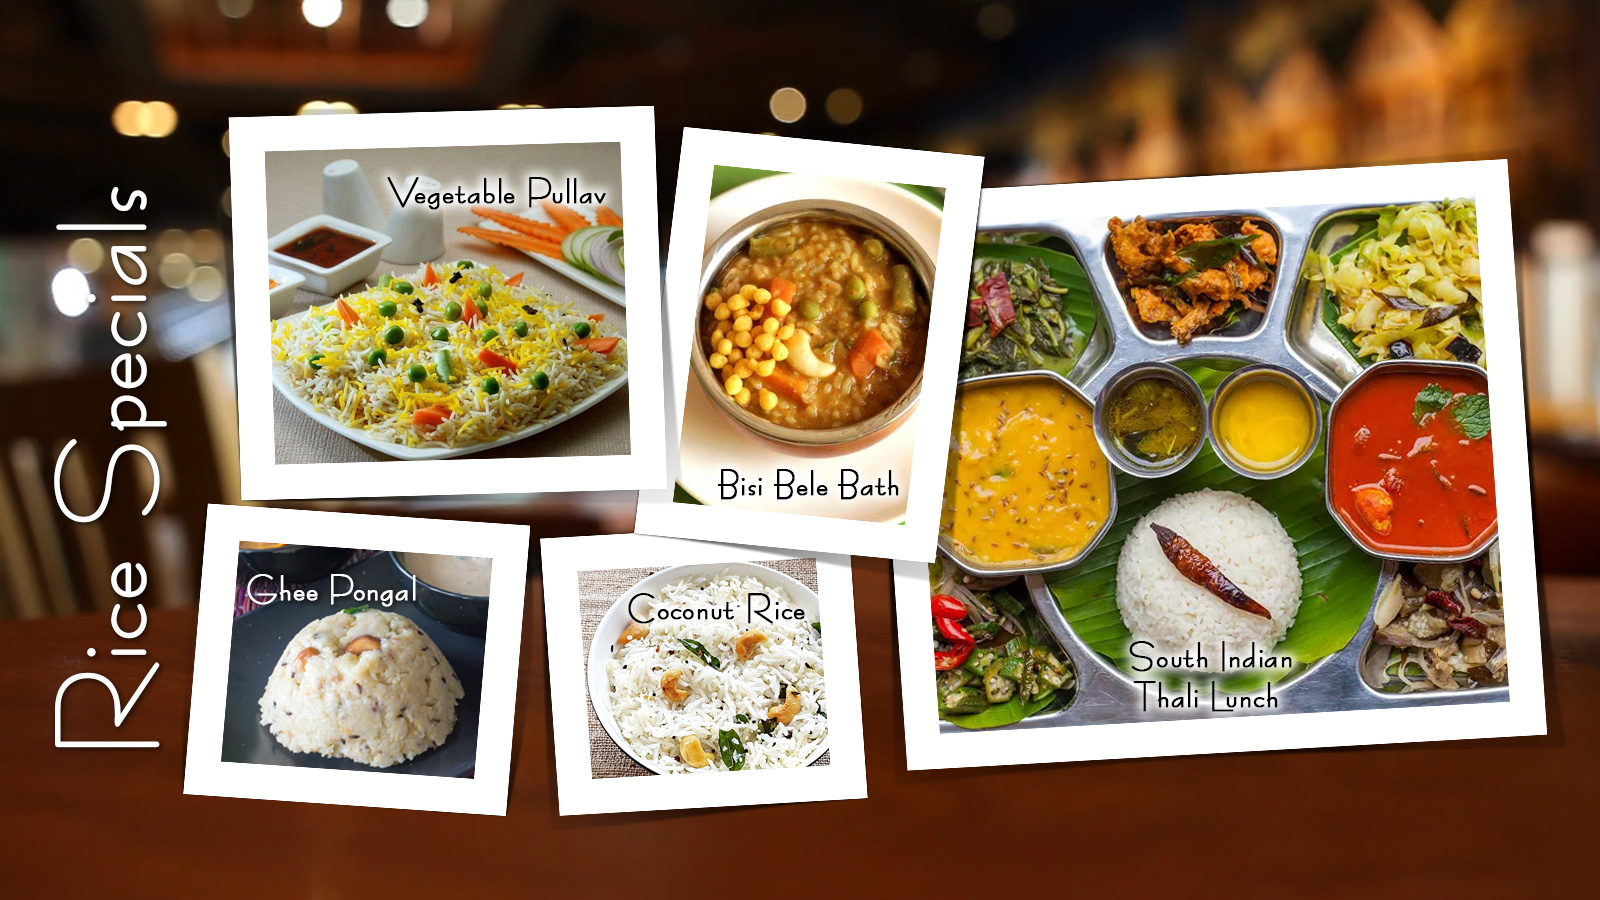 Rice Specials
Vegetable Pullav
Bisi Bele Bath
Ghee Pongal
Coconut Rice
South Indian
Thali Lunch